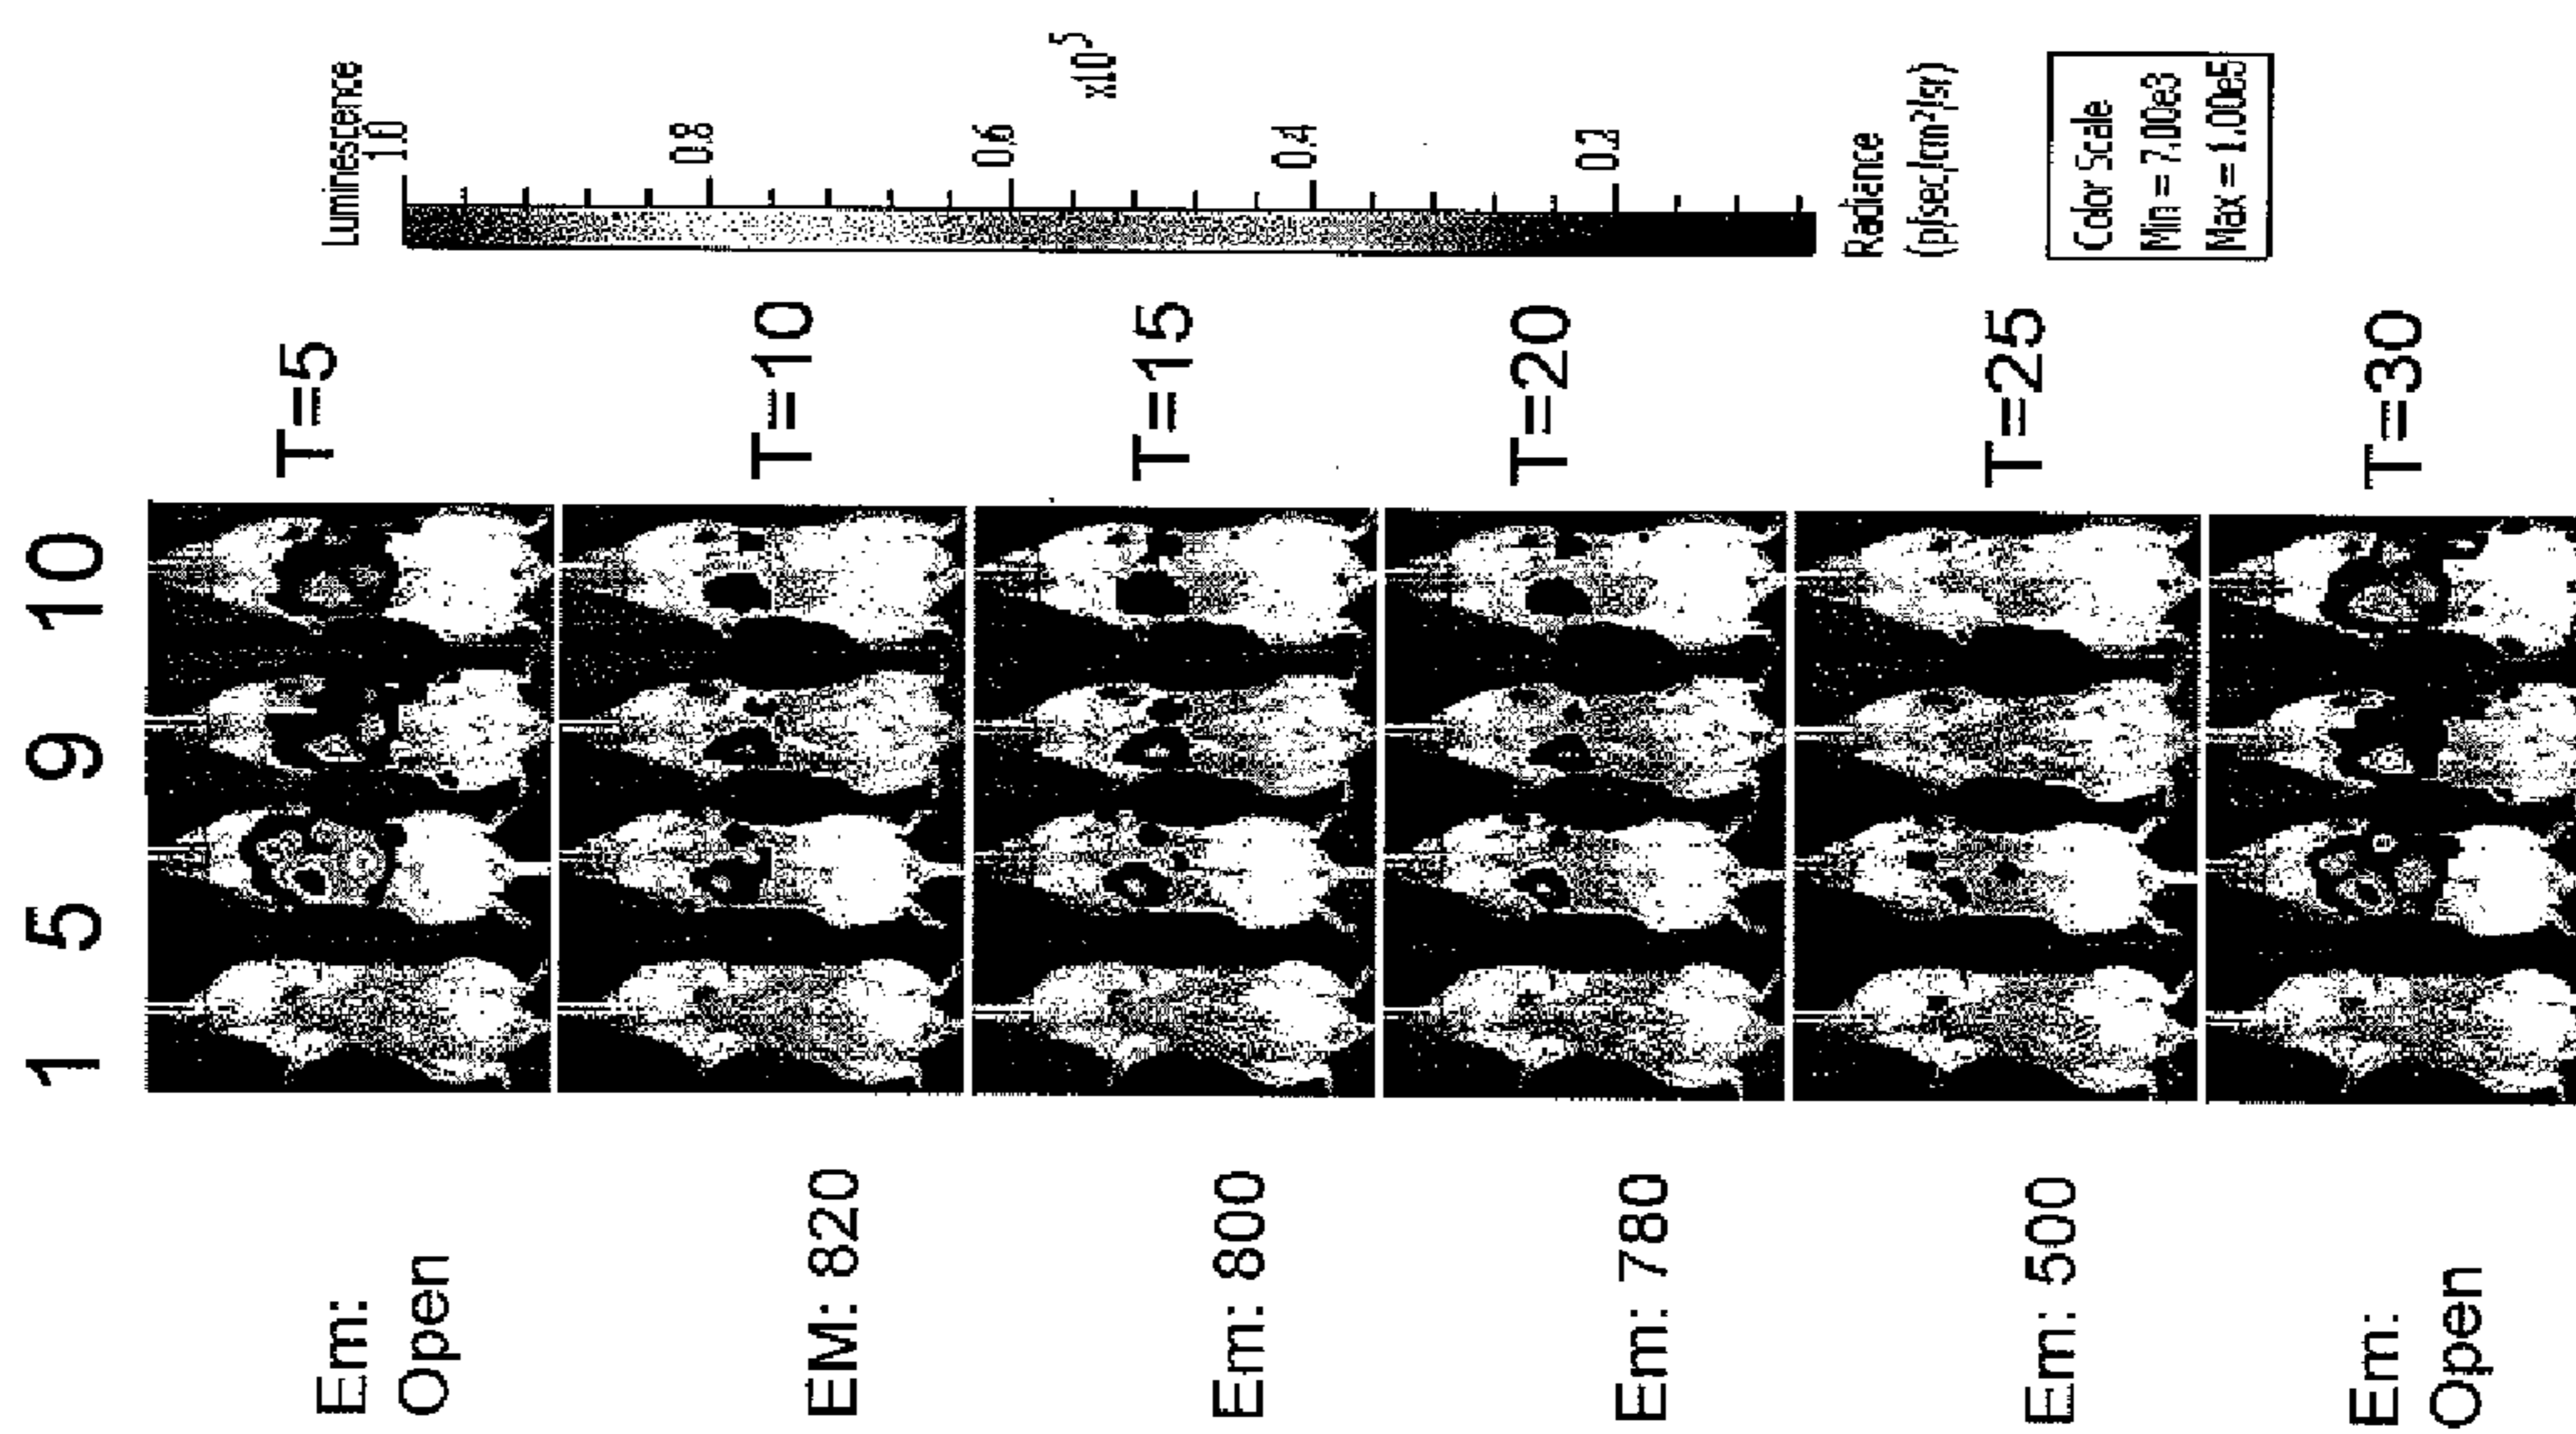 1 5 9 10
Em:
Open
T=5
EM: 820
T=10
Em: 800
T=15
Em: 780
T=20
Em: 500
T=25
Em:
Open
T=30
Luminescence
1.0
0.8
0.6
x10⁵
0.4
0.2
Radiance
(p/sec/cm²/sr)
Color Scale
Min = 7.00e3
Max = 1.00e5